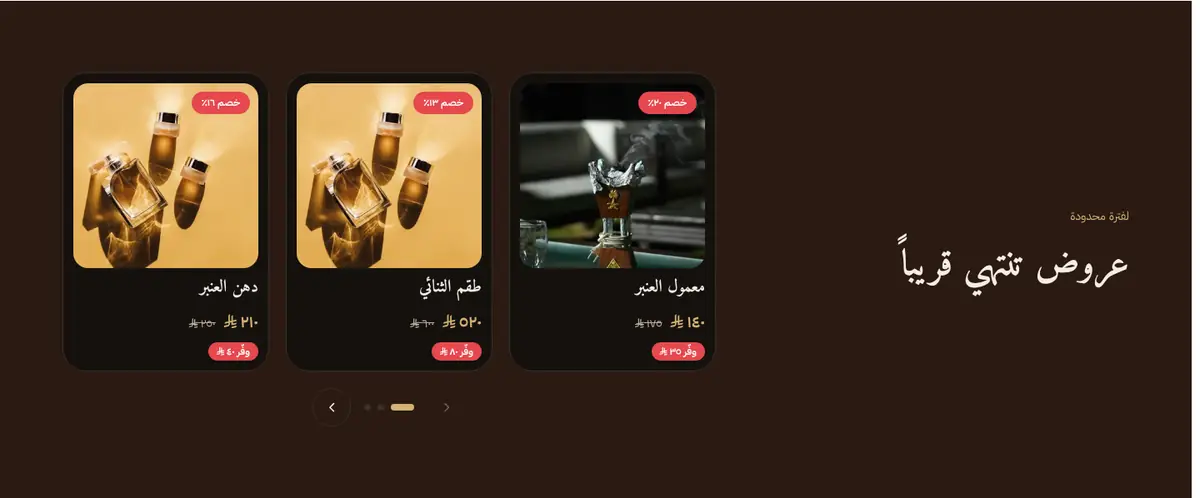 لفترة محدودة
عروض تنتهي قريباً
خصم ٢٠٪
معمول العنبر
١٤٠ ⃁ ١٧٥ ⃁
وفّر ٣٥ ⃁
خصم ١٣٪
طقم الثنائي
٥٢٠ ⃁ ٦٠٠ ⃁
وفّر ٨٠ ⃁
خصم ١٦٪
دهن العنبر
٢١٠ ⃁ ٢٥٠ ⃁
وفّر ٤٠ ⃁